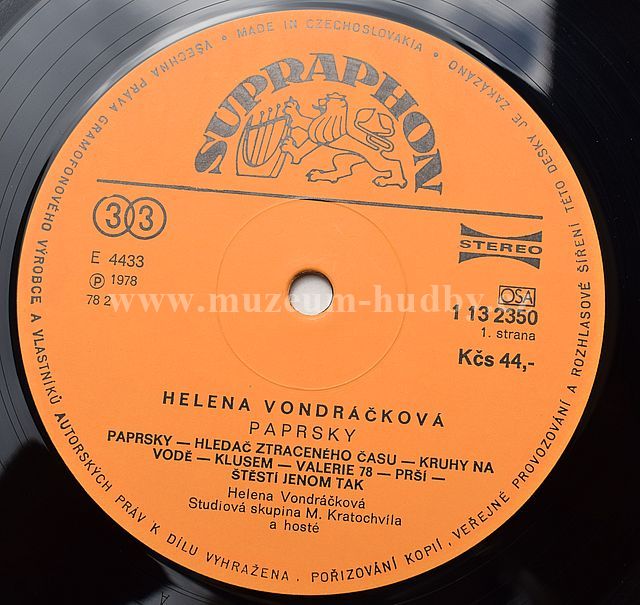 VŠECHNA PRÁVA GRAMOFONOVÉHO VÝROBCE A VLASTNÍKŮ AUTORSKÝCH PRÁV K DÍLU VYHRAŽENA. POŘIZOVÁNÍ KOPIÍ, VEŘEJNÉ PROVOZOVÁNÍ A ROZHLASOVÉ ŠÍŘENÍ TÉTO DESKY JE ZAKÁZÁNO • MADE IN CZECHOSLOVAKIA •
SUPRAPHON
33
STEREO
E 4433
Ⓟ 1978
78 2
OSA
1 13 2350
1. strana
Kčs 44,-
www.muzeum-hudby.
HELENA VONDRÁČKOVÁ
PAPRSKY
PAPRSKY — HLEDAČ ZTRACENÉHO ČASU — KRUHY NA
VODĚ — KLUSEM — VALERIE 78 — PRŠÍ —
ŠTĚSTÍ JENOM TAK
Helena Vondráčková
Studiová skupina M. Kratochvíla
a hosté